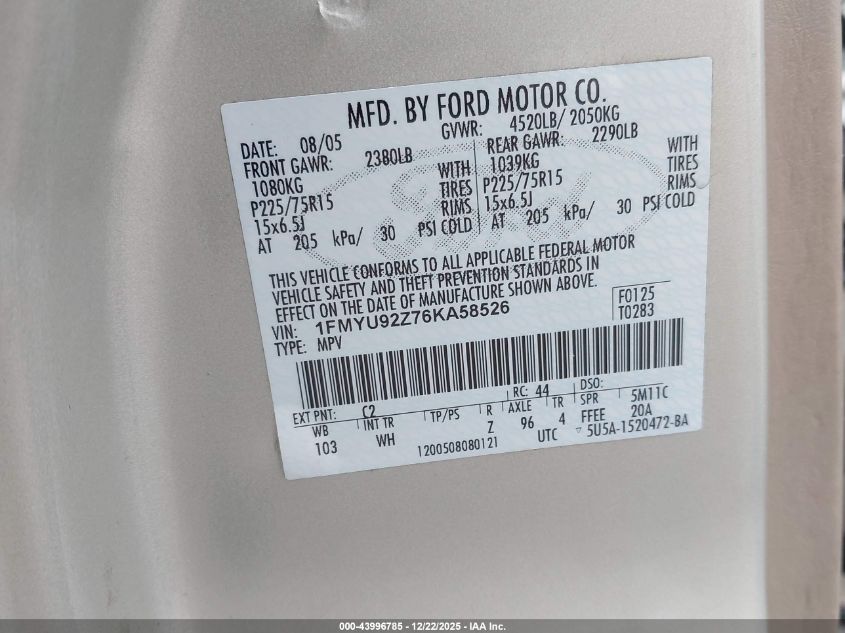 MFD. BY FORD MOTOR CO.
DATE: 08/05 GVWR: 4520LB/ 2050KG
FRONT GAWR: 2380LB REAR GAWR: 2290LB
1080KG WITH 1039KG WITH
P225/75R15 TIRES P225/75R15 TIRES
15x6.5J RIMS 15x6.5J RIMS
AT 205 kPa/ 30 PSI COLD AT 205 kPa/ 30 PSI COLD
THIS VEHICLE CONFORMS TO ALL APPLICABLE FEDERAL MOTOR
VEHICLE SAFETY AND THEFT PREVENTION STANDARDS IN
EFFECT ON THE DATE OF MANUFACTURE SHOWN ABOVE.
VIN: 1FMYU92Z76KA58526 F0125
TYPE: MPV T0283
EXT PNT: C2 RC: 44 DSO:
WB INT TR TP/PS R AXLE TR SPR 5M11C
103 WH Z 96 4 FFEE 20A
1200508080121 UTC 5U5A-1520472-BA
000-43996785 - 12/22/2025 - IAA Inc.